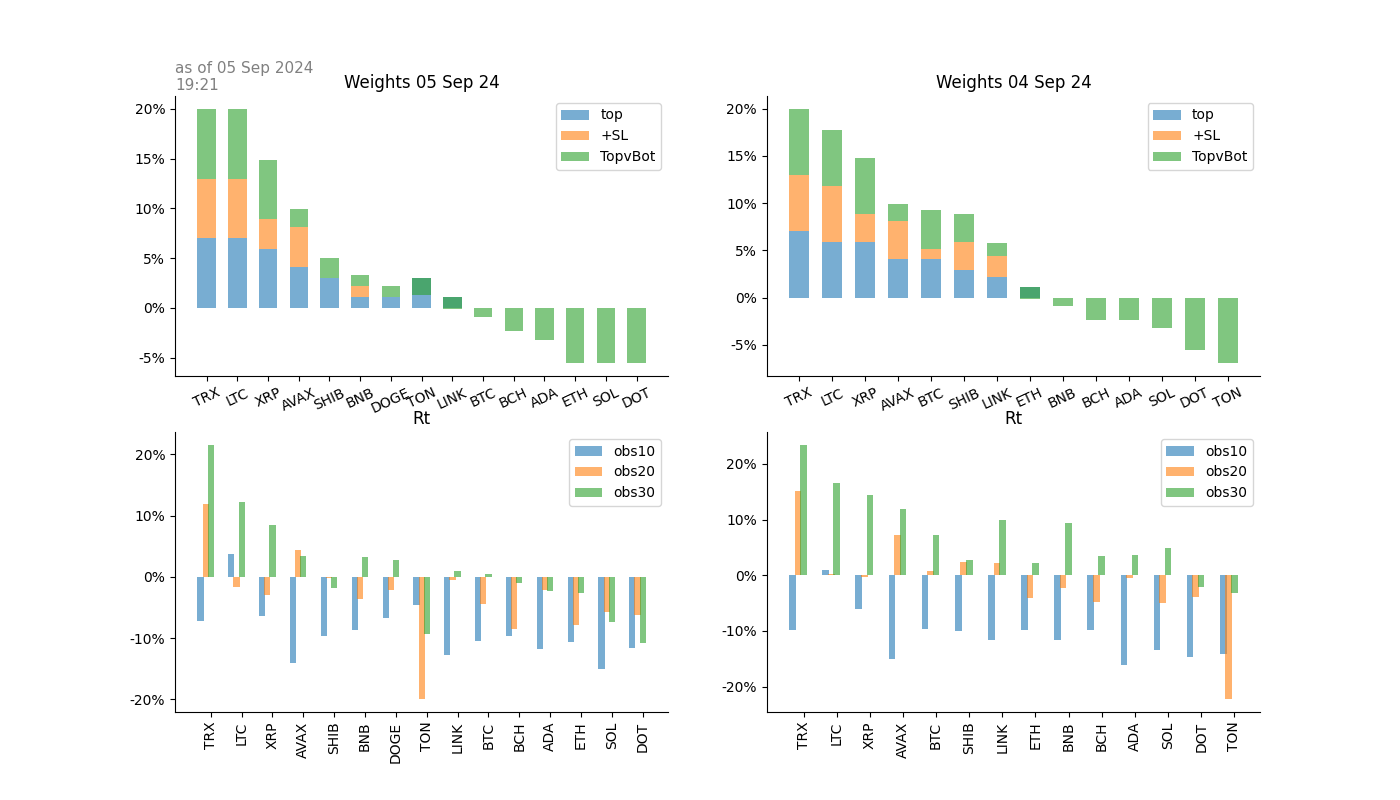 as of 05 Sep 2024
19:21
Weights 05 Sep 24
20%
15%
10%
5%
0%
-5%
top
+SL
TopvBot
TRX LTC XRP AVAX SHIB BNB DOGE TON LINK BTC BCH ADA ETH SOL DOT
Weights 04 Sep 24
20%
15%
10%
5%
0%
-5%
top
+SL
TopvBot
TRX LTC XRP AVAX BTC SHIB LINK ETH BNB BCH ADA SOL DOT TON
Rt
20%
10%
0%
-10%
-20%
obs10
obs20
obs30
TRX LTC XRP AVAX SHIB BNB DOGE TON LINK BTC BCH ADA ETH SOL DOT
Rt
20%
10%
0%
-10%
-20%
obs10
obs20
obs30
TRX LTC XRP AVAX BTC SHIB LINK ETH BNB BCH ADA SOL DOT TON